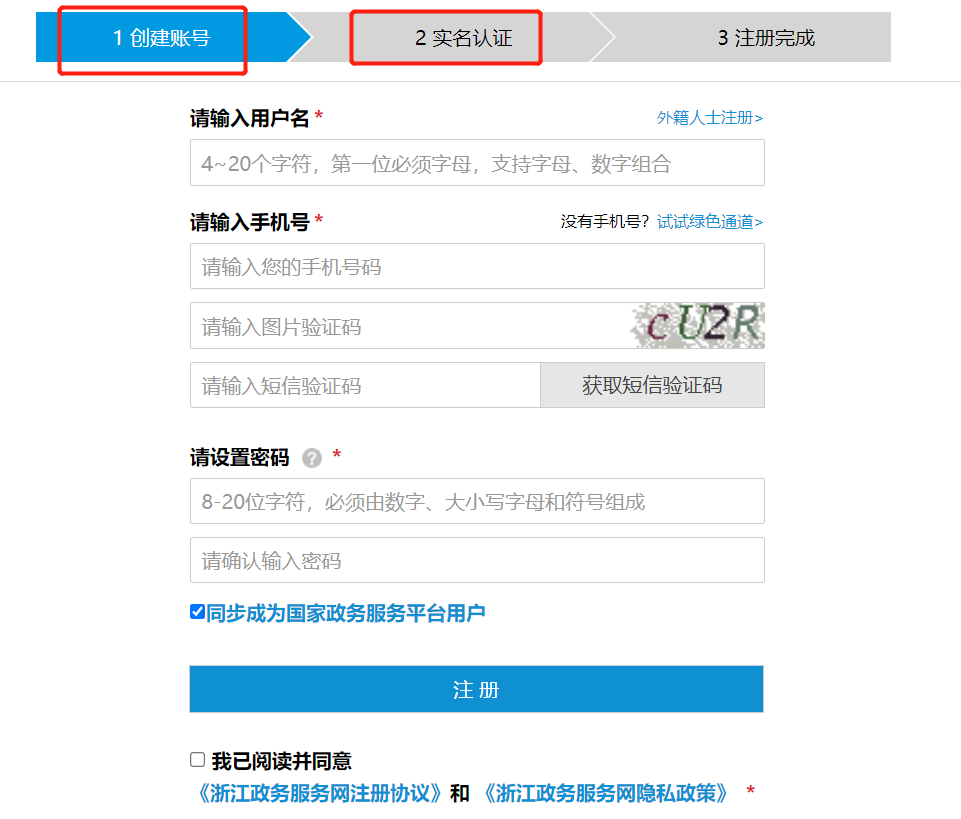 1 创建账号 2 实名认证 3 注册完成
请输入用户名 * 外籍人士注册>
4~20个字符，第一位必须字母，支持字母、数字组合
请输入手机号 * 没有手机号？试试绿色通道>
请输入您的手机号码
请输入图片验证码 cU2R
请输入短信验证码 获取短信验证码
请设置密码 ? *
8-20位字符，必须由数字、大小写字母和符号组成
请确认输入密码
同步成为国家政务服务平台用户
注 册
我已阅读并同意
《浙江政务服务网注册协议》和 《浙江政务服务网隐私政策》 *